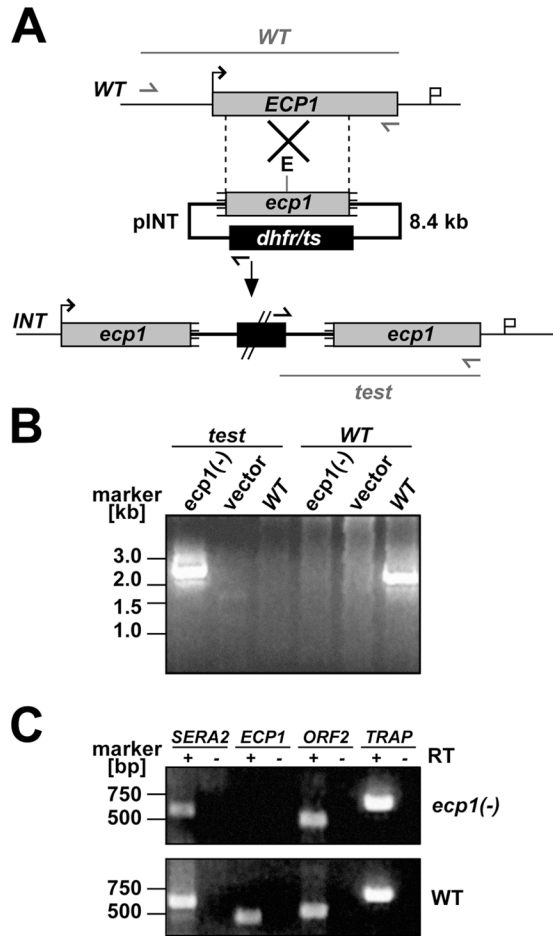 A
WT
WT
ECP1
E
ecp1
pINT
8.4 kb
dhfr/ts
INT
ecp1
ecp1
test
B
test WT
ecp1(-) vector WT ecp1(-) vector WT
marker
[kb]
3.0
2.0
1.5
1.0
C
SERA2 ECP1 ORF2 TRAP
marker
[bp]
+ - + - + - + - RT
750
500
ecp1(-)
750
500
WT